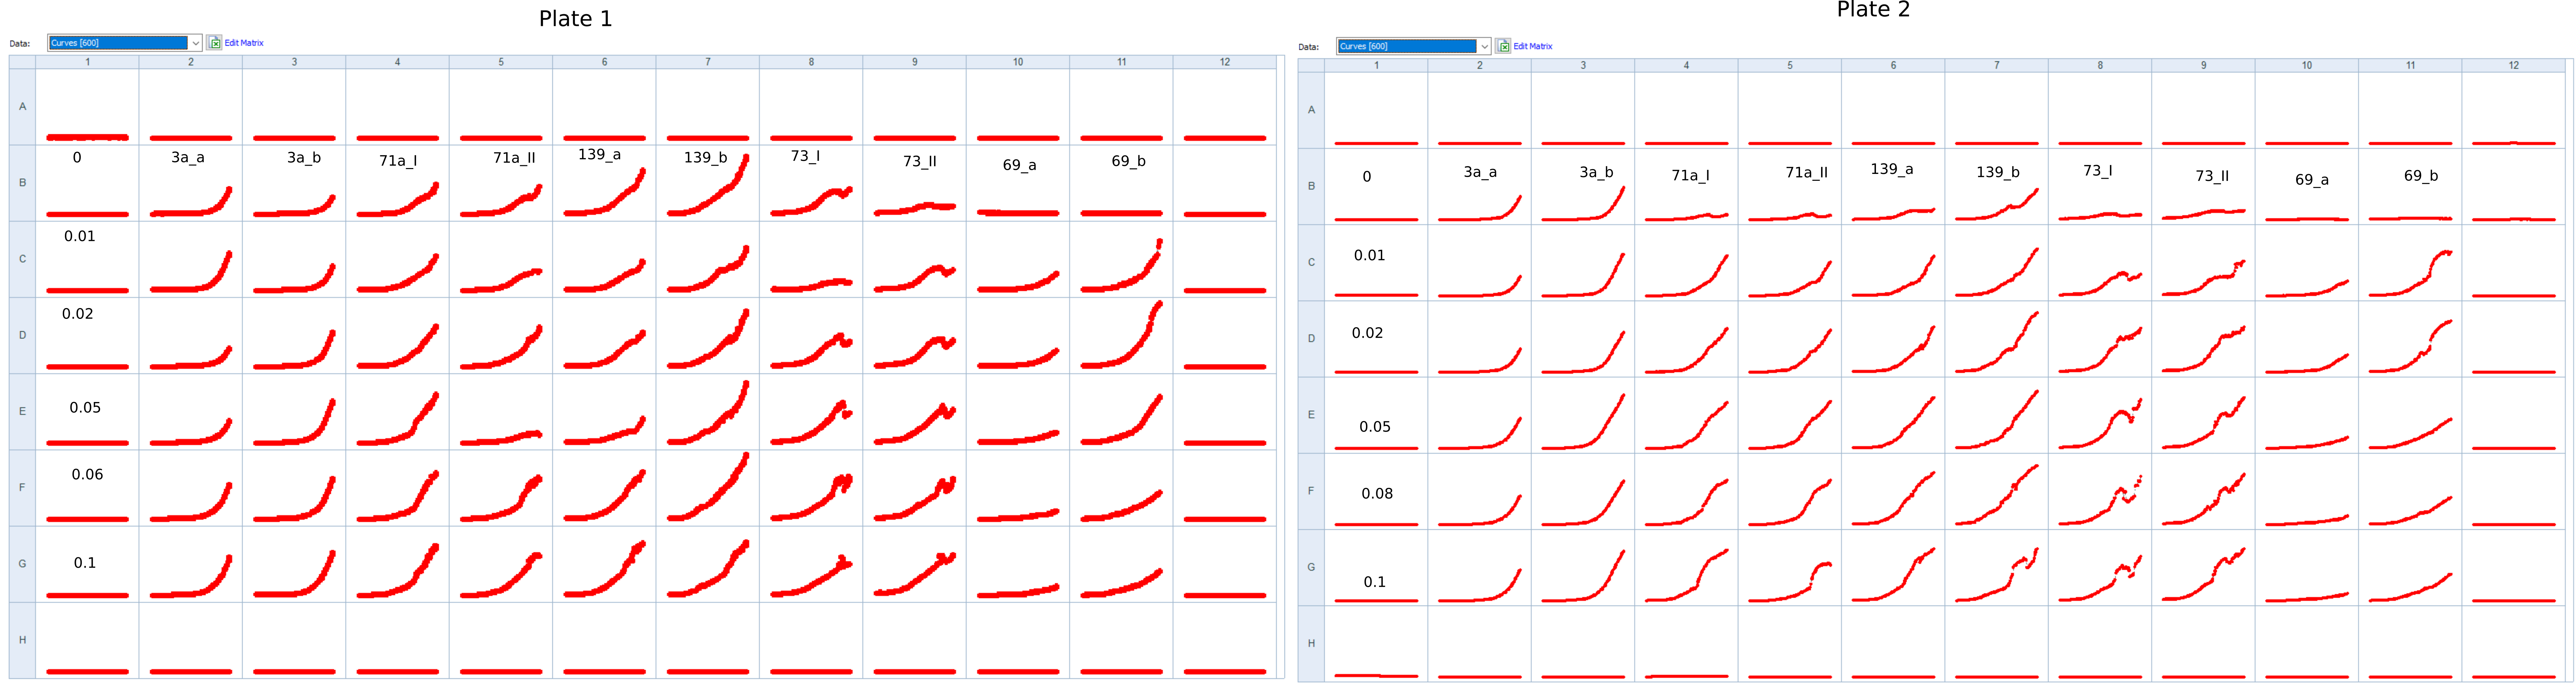 Plate 1
Data: Curves [600] Edit Matrix
1 2 3 4 5 6 7 8 9 10 11 12
A
B 0 3a_a 3a_b 71a_I 71a_II 139_a 139_b 73_I 73_II 69_a 69_b
C 0.01
D 0.02
E 0.05
F 0.06
G 0.1
H
Plate 2
Data: Curves [600] Edit Matrix
1 2 3 4 5 6 7 8 9 10 11 12
A
B 0 3a_a 3a_b 71a_I 71a_II 139_a 139_b 73_I 73_II 69_a 69_b
C 0.01
D 0.02
E 0.05
F 0.08
G 0.1
H